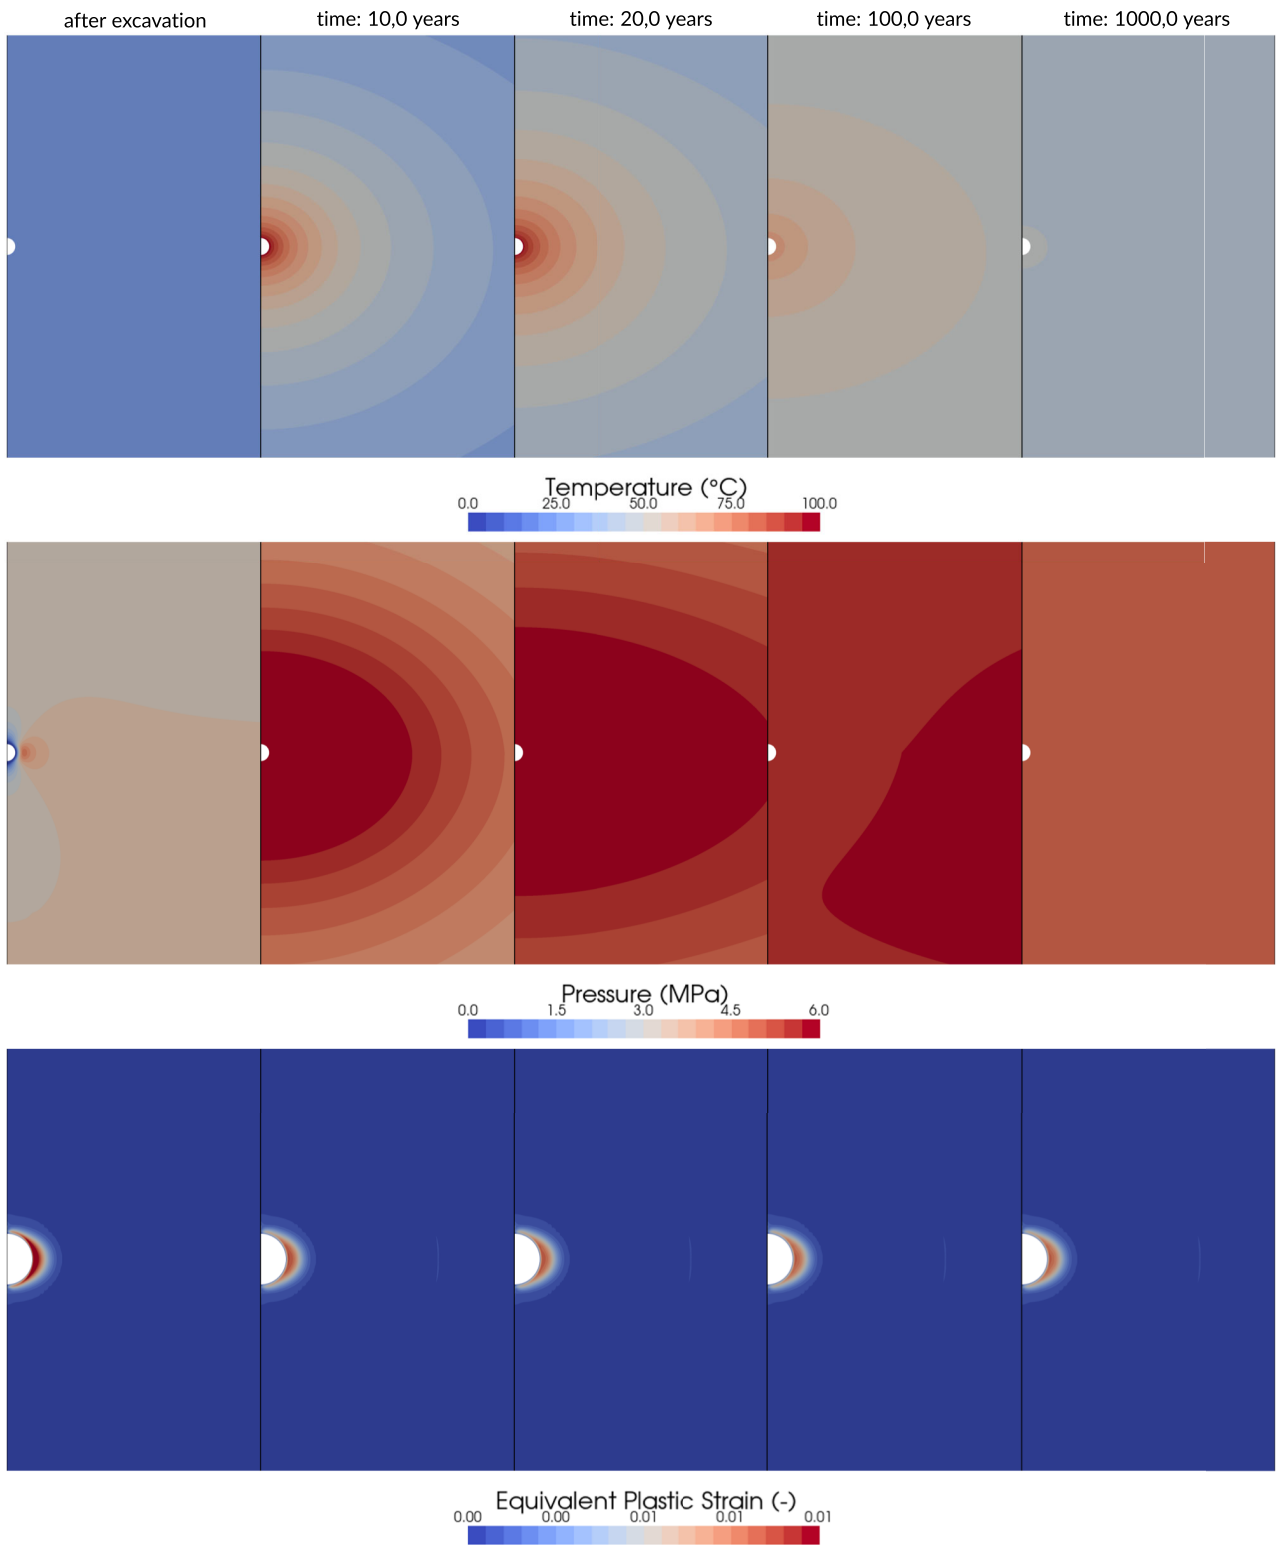 after excavation time: 10,0 years time: 20,0 years time: 100,0 years time: 1000,0 years
Temperature (°C)
0.0 25.0 50.0 75.0 100.0
Pressure (MPa)
0.0 1.5 3.0 4.5 6.0
Equivalent Plastic Strain (-)
0.00 0.00 0.01 0.01 0.01